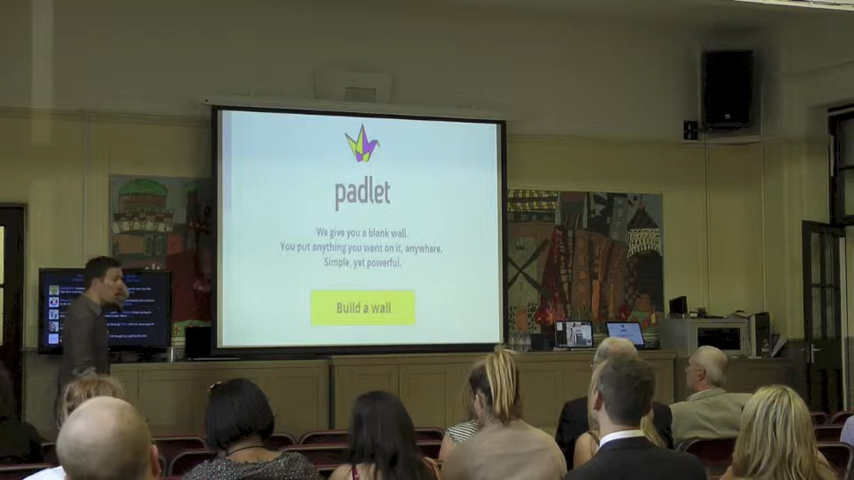 padlet
We give you a blank wall.
You put anything you want on it, anywhere.
Simple, yet powerful.
Build a wall